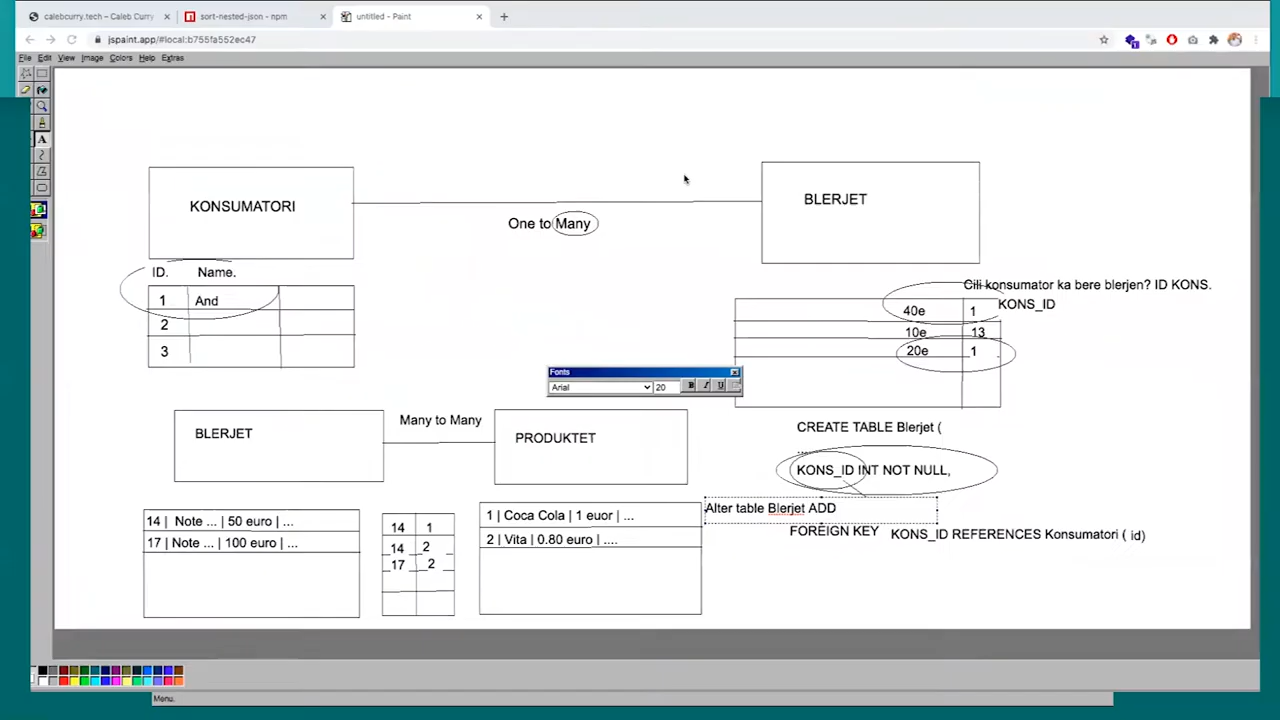 calebcurry.tech – Caleb Curry
sort-nested-json - npm
untitled - Paint
jspaint.app/#local:b755fa552ec47
File Edit View Image Colors Help Extras
KONSUMATORI
BLERJET
One to Many
ID. Name.
1 And
2
3
Cili konsumator ka bere blerjen? ID KONS.
KONS_ID
40e 1
10e 13
20e 1
Fonts
Arial 20 B I U
BLERJET
Many to Many
PRODUKTET
CREATE TABLE Blerjet (
...
KONS_ID INT NOT NULL,
Alter table Blerjet ADD
FOREIGN KEY KONS_ID REFERENCES Konsumatori ( id)
14 | Note ... | 50 euro | ...
17 | Note ... | 100 euro | ...
14 1
14 2
17 2
1 | Coca Cola | 1 euor | ...
2 | Vita | 0.80 euro | ....
Menu.